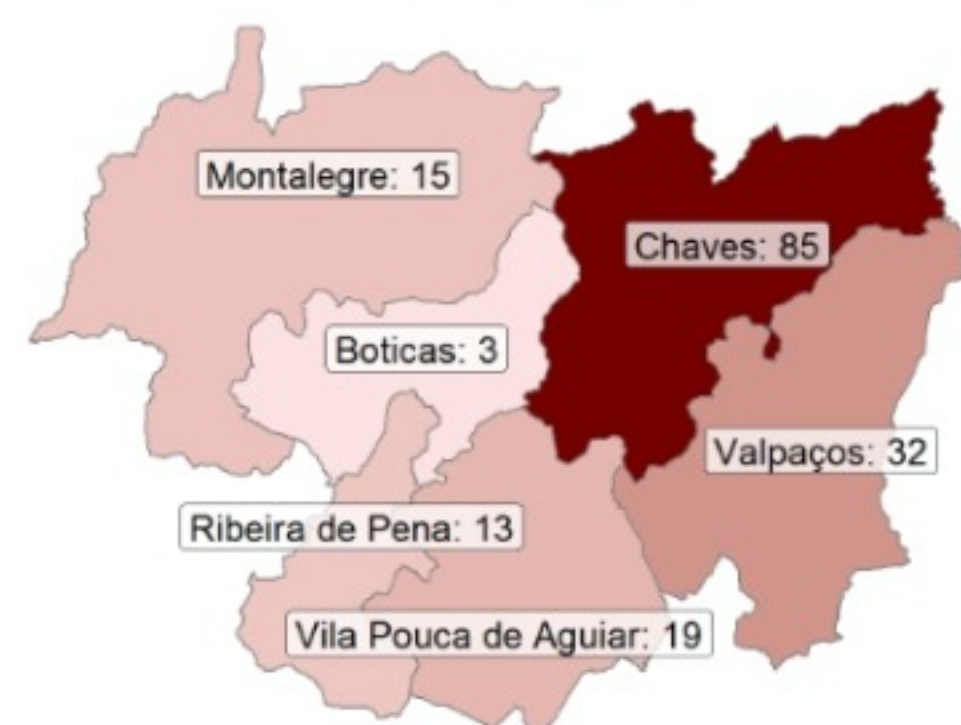 Montalegre: 15
Chaves: 85
Boticas: 3
Valpaços: 32
Ribeira de Pena: 13
Vila Pouca de Aguiar: 19